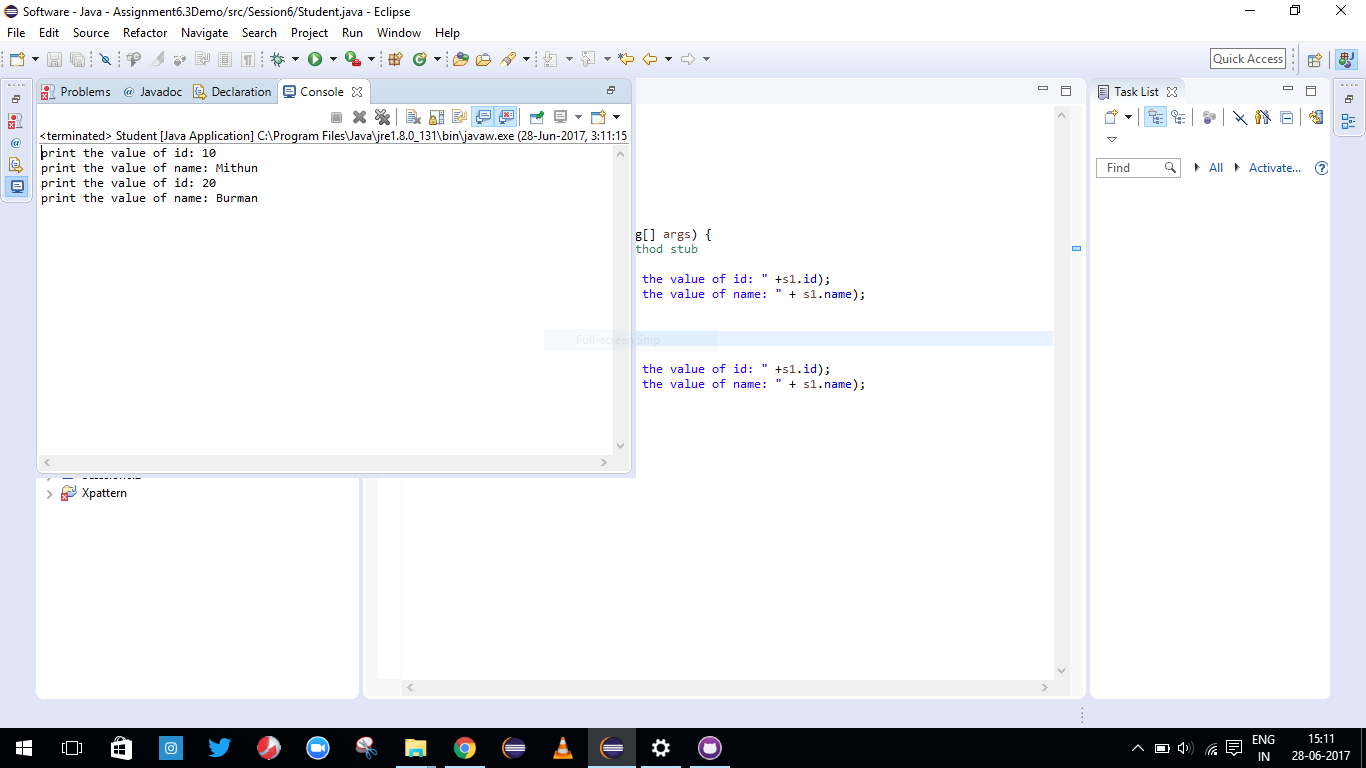 Software - Java - Assignment6.3Demo/src/Session6/Student.java - Eclipse
File Edit Source Refactor Navigate Search Project Run Window Help
Quick Access
Problems @ Javadoc Declaration Console
<terminated> Student [Java Application] C:\Program Files\Java\jre1.8.0_131\bin\javaw.exe (28-Jun-2017, 3:11:15
print the value of id: 10
print the value of name: Mithun
print the value of id: 20
print the value of name: Burman
g[] args) {
thod stub
the value of id: " +s1.id);
the value of name: " + s1.name);
Full-screen Snip
the value of id: " +s1.id);
the value of name: " + s1.name);
Xpattern
Task List
Find All Activate...
ENG
IN
15:11
28-06-2017